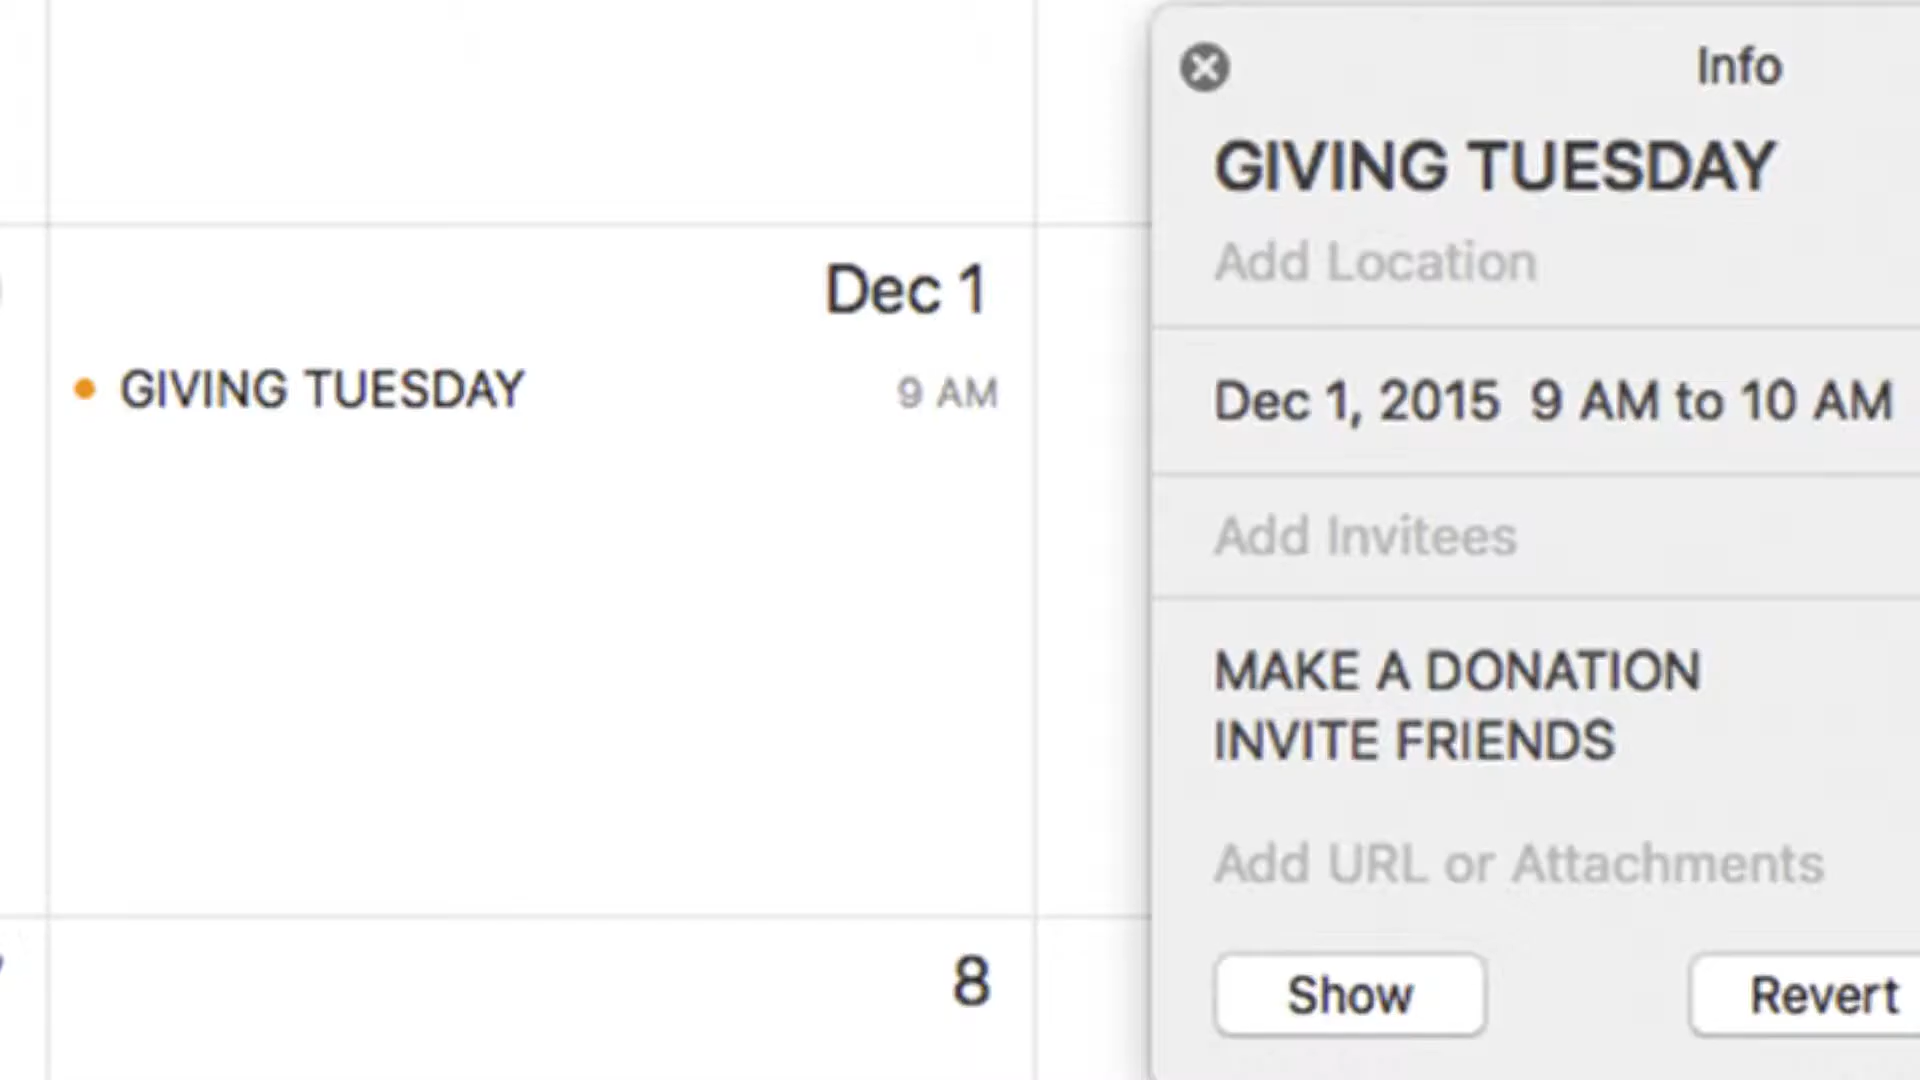 Dec 1
GIVING TUESDAY 9 AM
8
Info
GIVING TUESDAY
Add Location
Dec 1, 2015 9 AM to 10 AM
Add Invitees
MAKE A DONATION
INVITE FRIENDS
Add URL or Attachments
Show
Revert